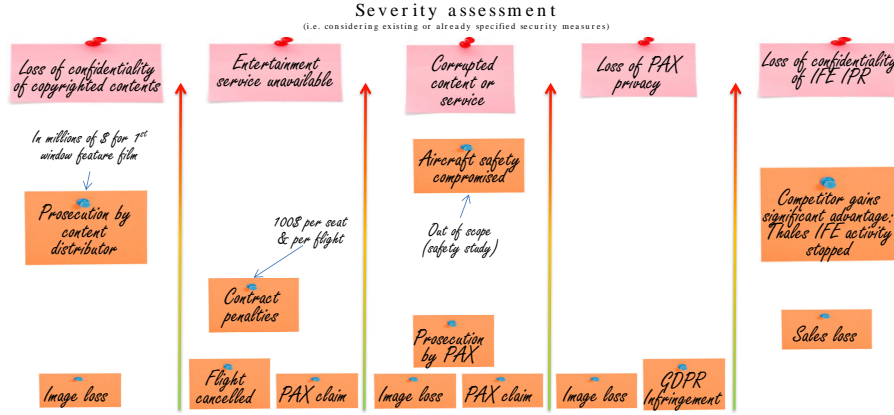 Severity assessment
(i.e. considering existing or already specified security measures)
Loss of confidentiality
of copyrighted contents
Entertainment
service unavailable
Corrupted
content or
service
Loss of PAX
privacy
Loss of confidentiality
of IFE IPR
In millions of $ for 1st
window feature film
Prosecution by
content
distributor
Image loss
100$ per seat
& per flight
Contract
penalties
Flight
cancelled
PAX claim
Aircraft safety
compromised
Out of scope
(safety study)
Prosecution
by PAX
Image loss
PAX claim
Image loss
GDPR
Infringement
Competitor gains
significant advantage:
Thales IFE activity
stopped
Sales loss